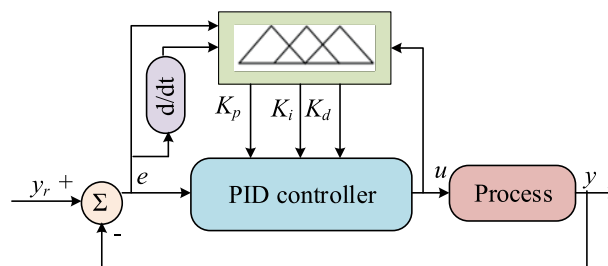 d/dt
K_p K_i K_d
y_r + Σ - e PID controller u Process y